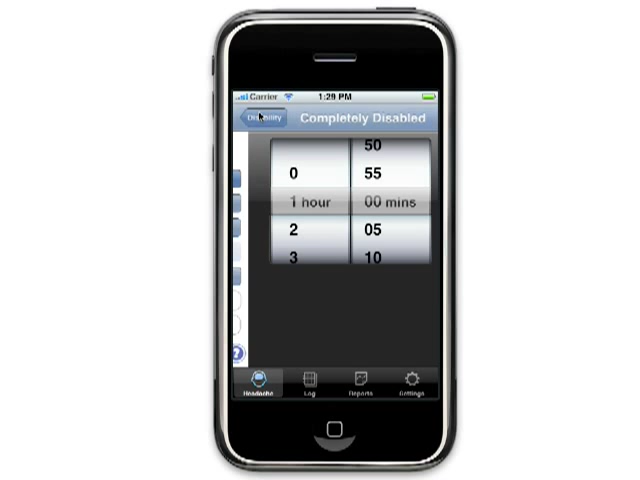 Carrier 1:29 PM
Disability Completely Disabled
50
0 55
1 hour 00 mins
2 05
3 10
Headache Log Reports Settings